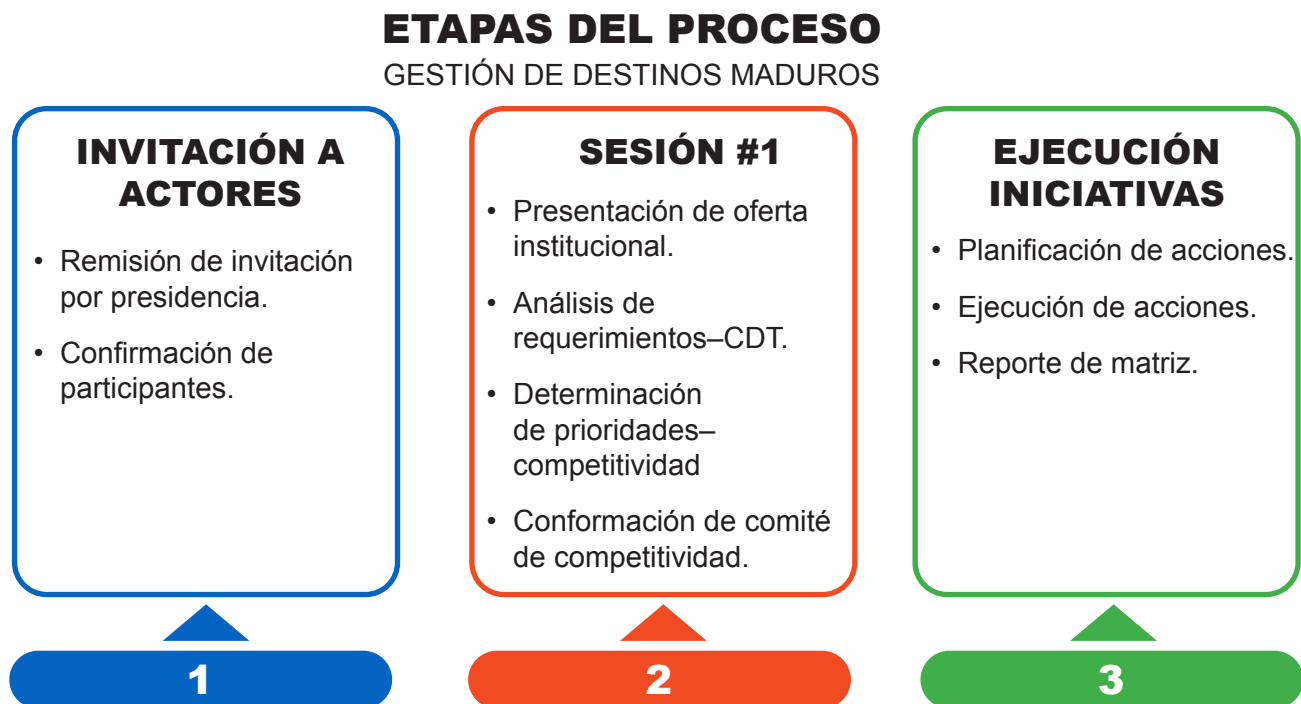 ETAPAS DEL PROCESO
GESTIÓN DE DESTINOS MADUROS
INVITACIÓN A
ACTORES
• Remisión de invitación
por presidencia.
• Confirmación de
participantes.
1
SESIÓN #1
• Presentación de oferta
institucional.
• Análisis de
requerimientos–CDT.
• Determinación
de prioridades–
competitividad
• Conformación de comité
de competitividad.
2
EJECUCIÓN
INICIATIVAS
• Planificación de acciones.
• Ejecución de acciones.
• Reporte de matriz.
3